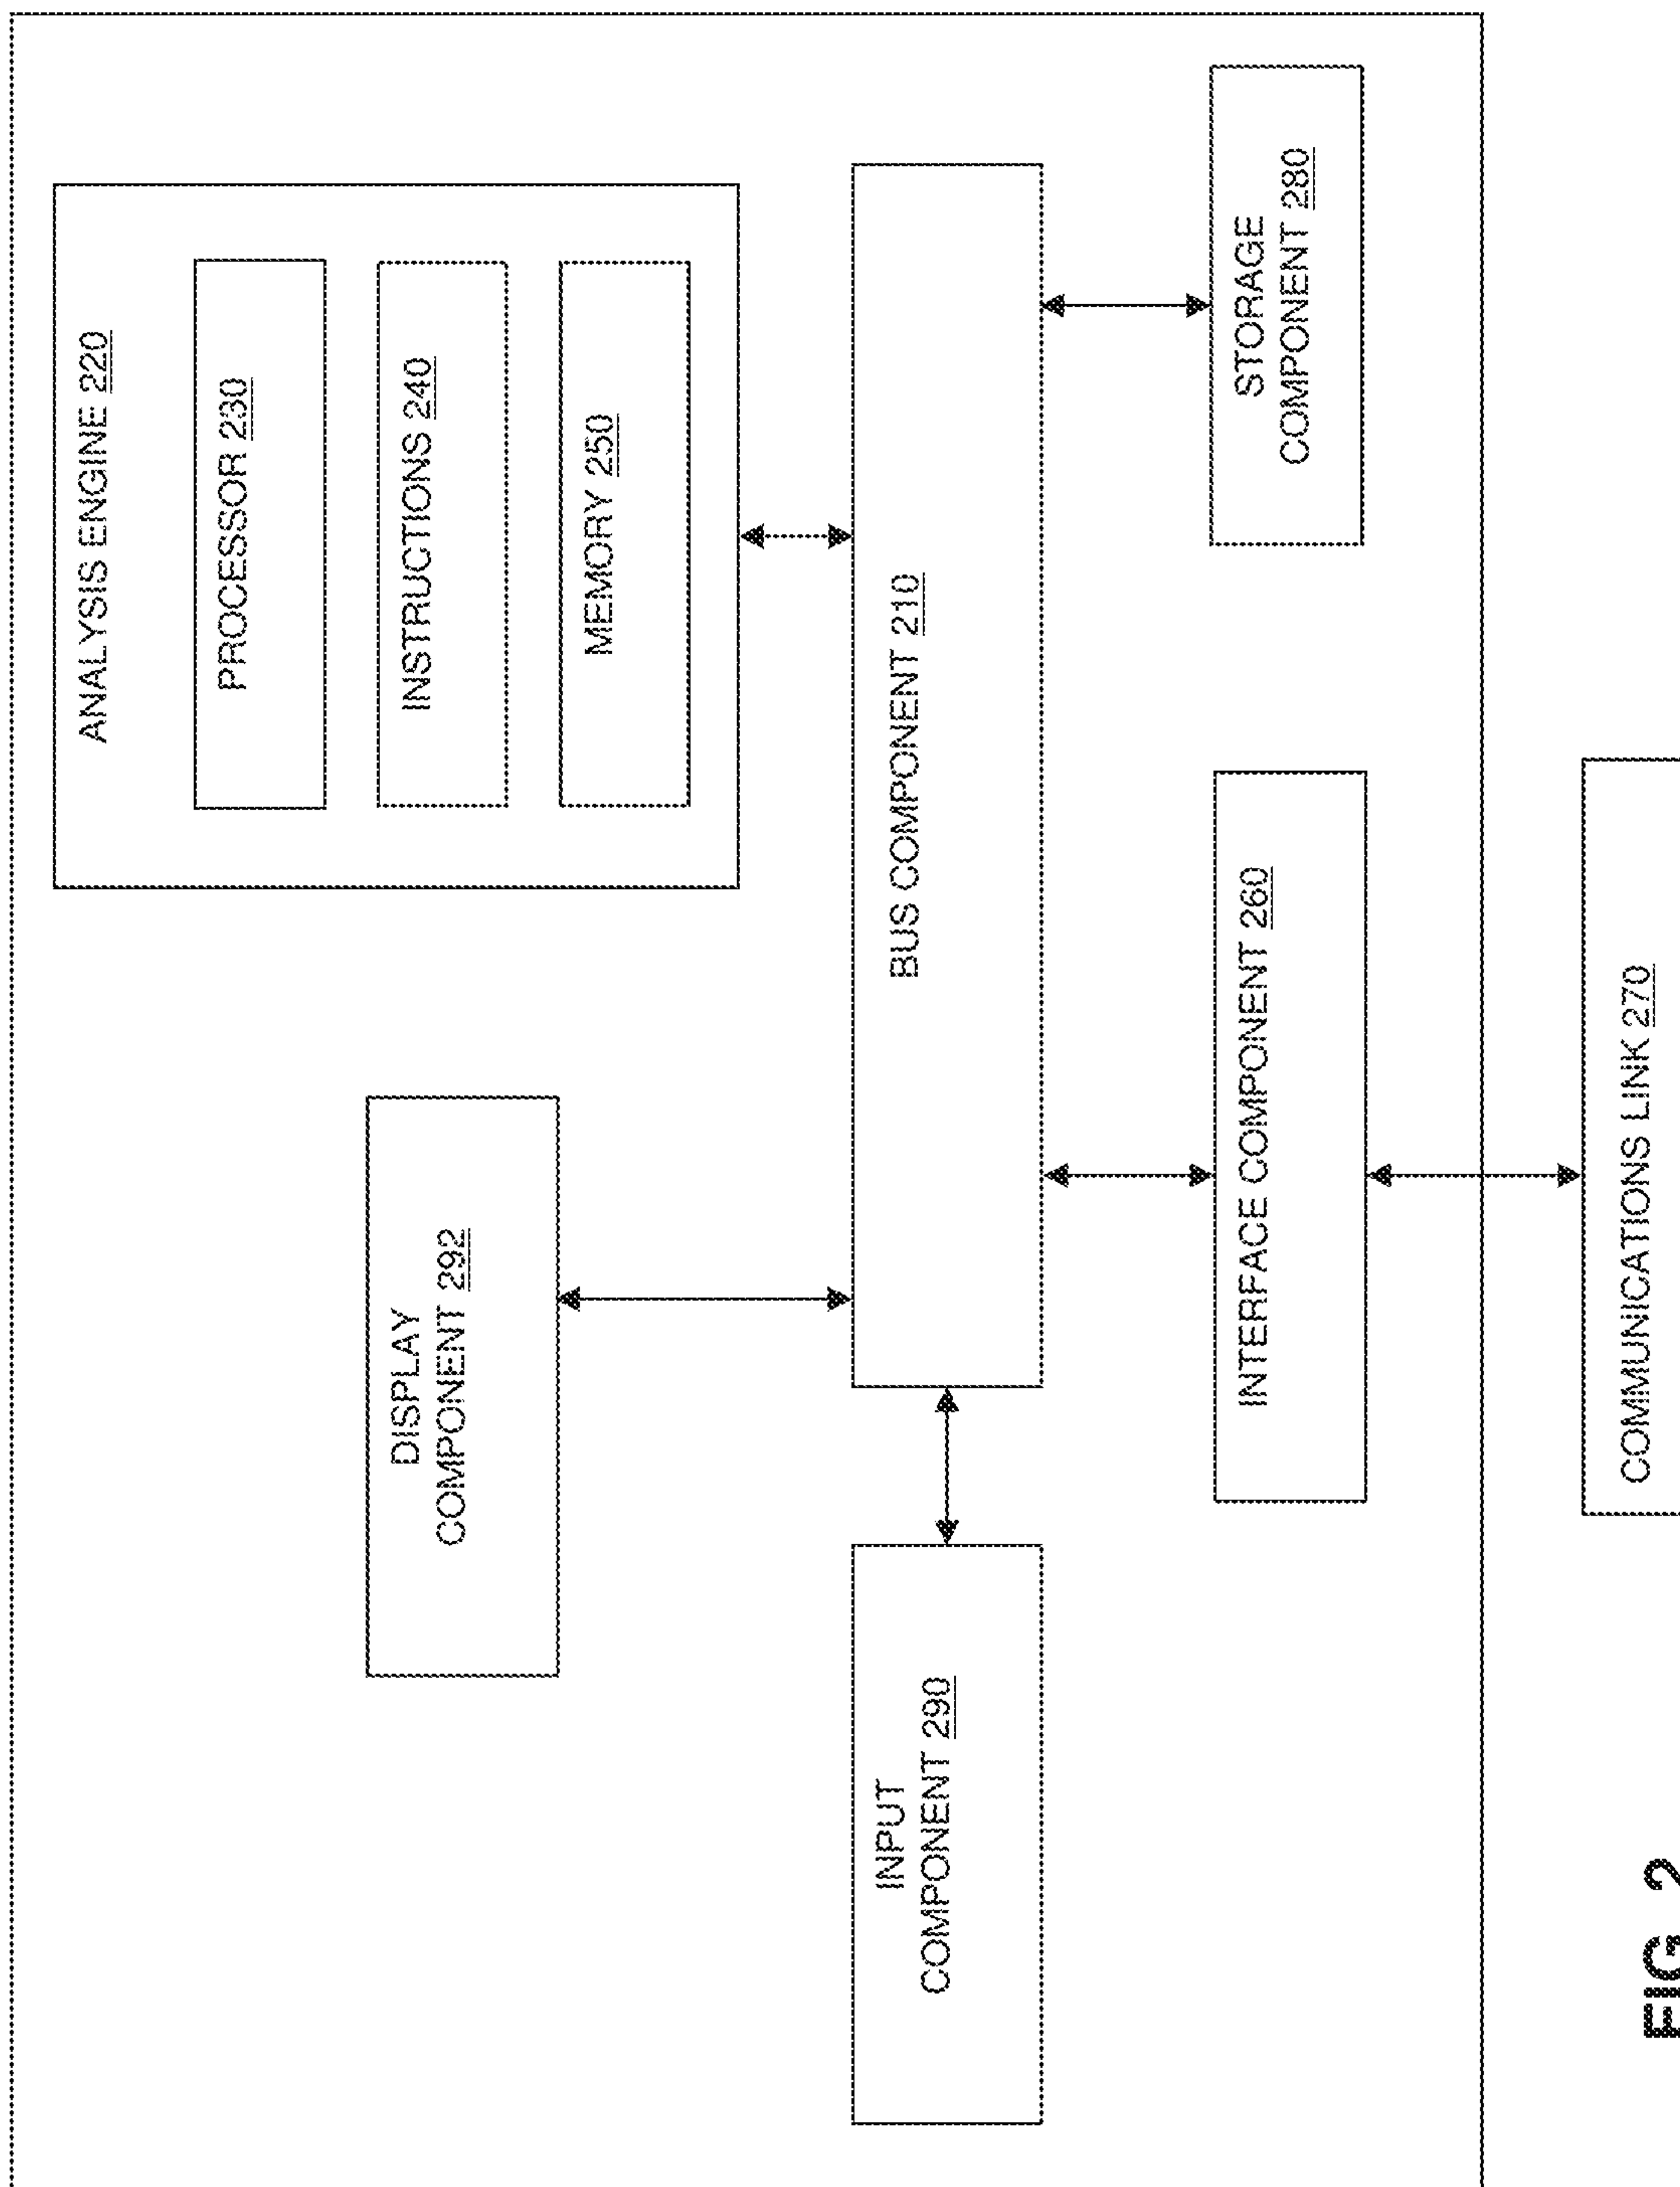 ANALYSIS ENGINE 220
PROCESSOR 230
INSTRUCTIONS 240
MEMORY 250
DISPLAY
COMPONENT 292
BUS COMPONENT 210
INPUT
COMPONENT 290
STORAGE
COMPONENT 280
INTERFACE COMPONENT 260
COMMUNICATIONS LINK 270
FIG. 2